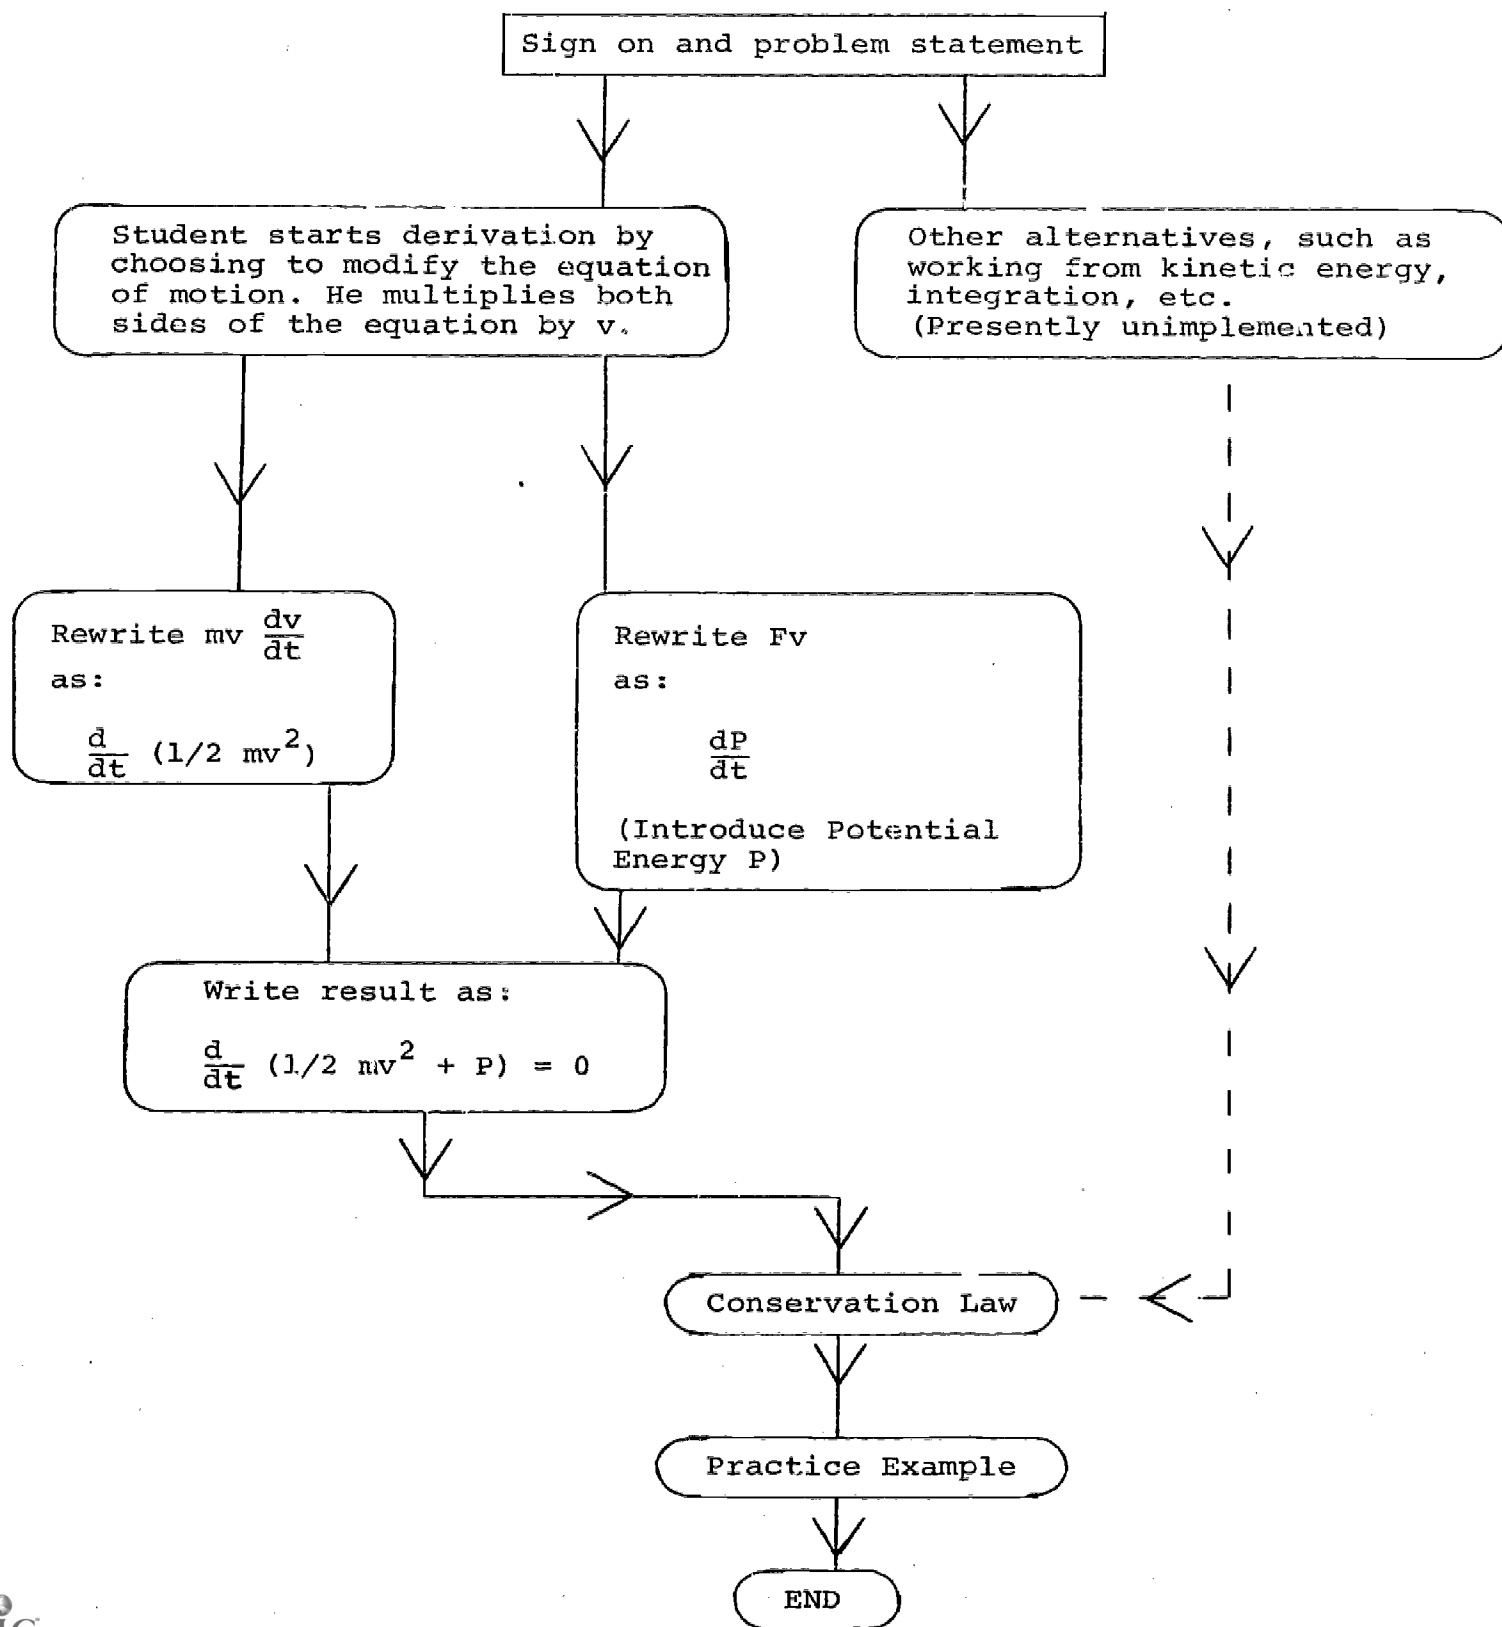 Sign on and problem statement
Student starts derivation by
choosing to modify the equation
of motion. He multiplies both
sides of the equation by v.
Other alternatives, such as
working from kinetic energy,
integration, etc.
(Presently unimplemented)
Rewrite mv dv/dt
as:
d/dt (1/2 mv²)
Rewrite Fv
as:
dP/dt
(Introduce Potential
Energy P)
Write result as:
d/dt (1/2 mv² + P) = 0
Conservation Law
Practice Example
END